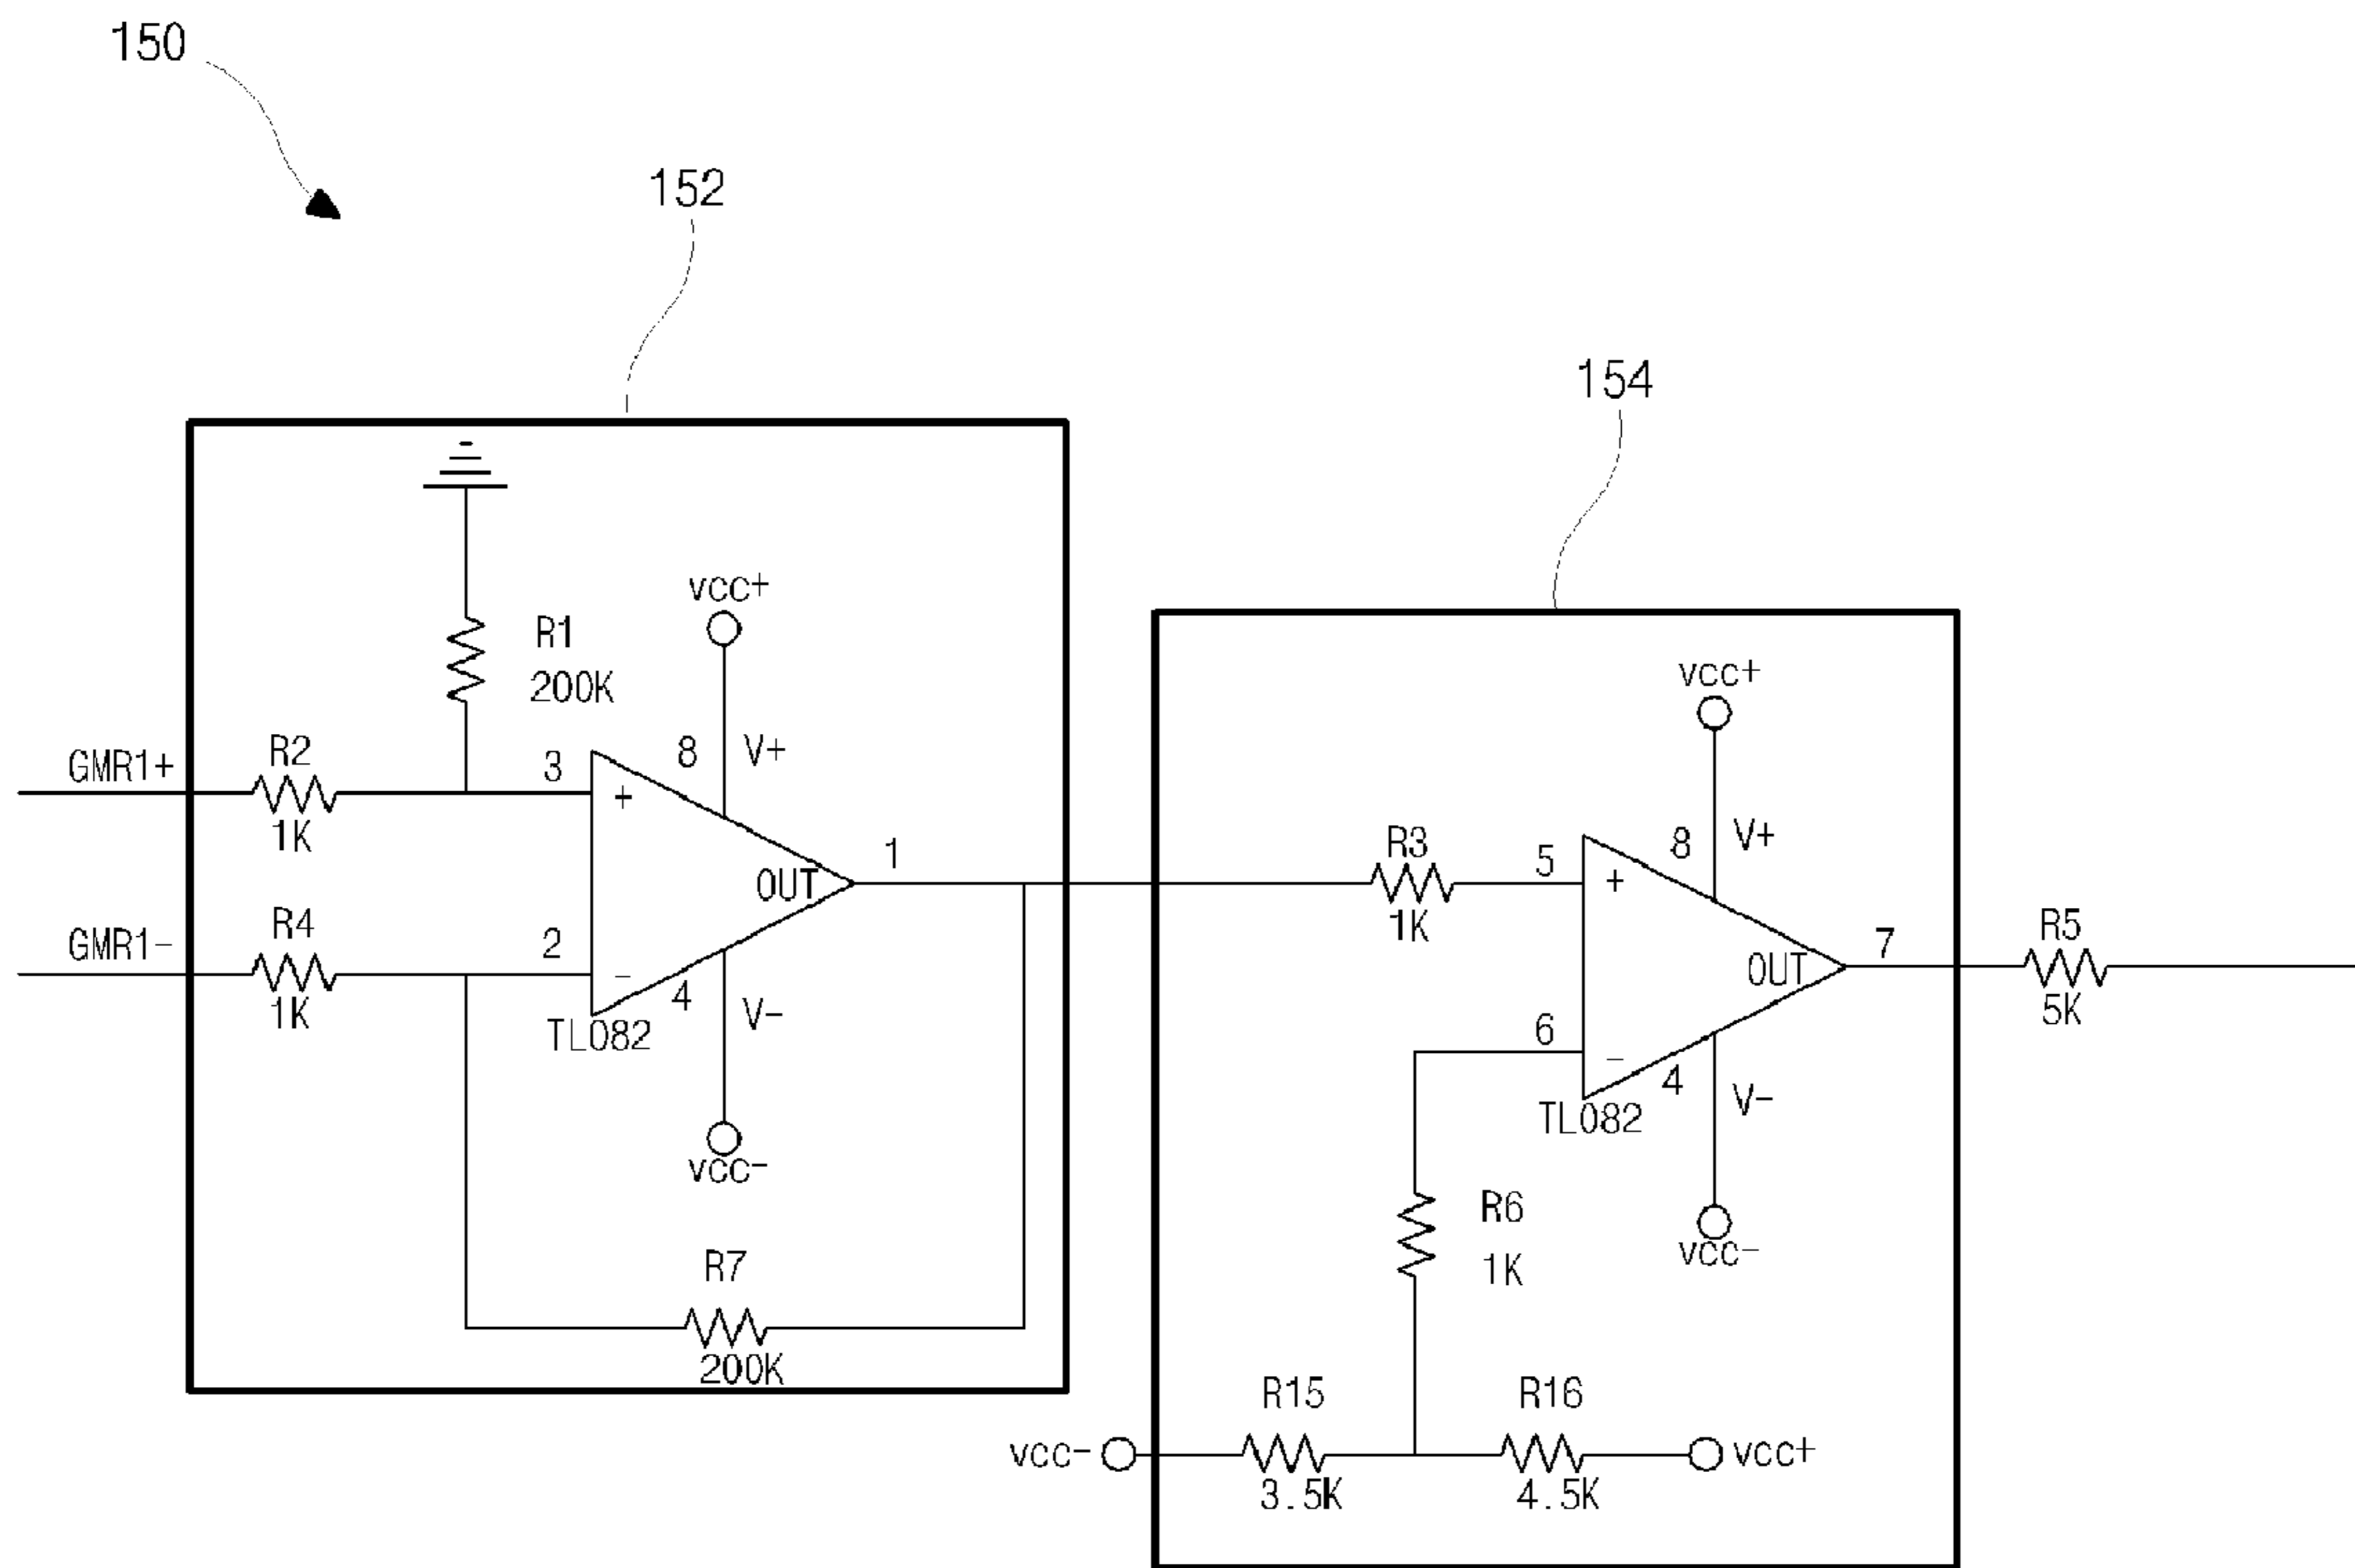 150
152
154
vcc+
R1
200K
8
V+
GMR1+
R2
1K
3
+
OUT
1
GMR1-
R4
1K
2
-
4
V-
TL082
vcc-
R7
200K
vcc+
8
V+
R3
1K
5
+
OUT
7
R5
5K
6
-
4
V-
TL082
vcc-
R6
1K
vcc-
R15
3.5K
R16
4.5K
vcc+